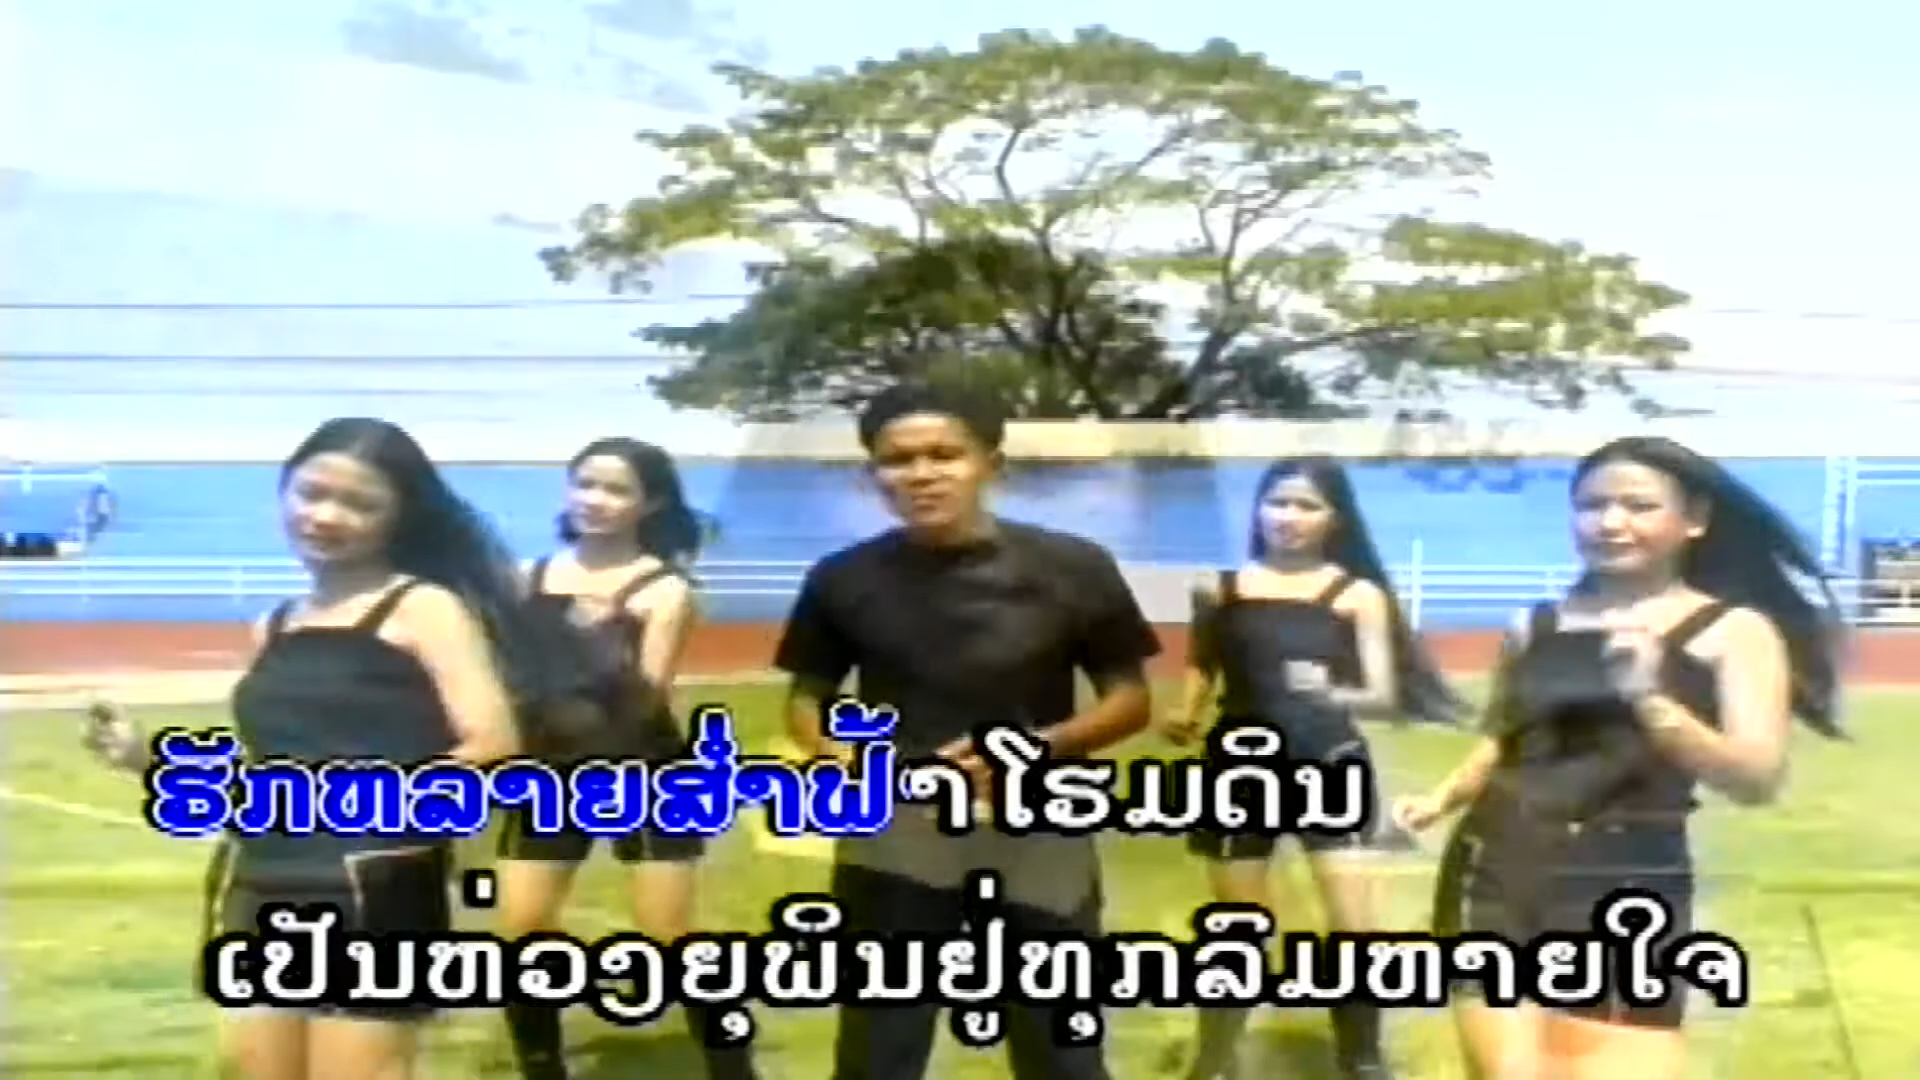 ຮັກຫລາຍສ່ຳຟ້າໂຮມດິນ
ເປັນຫ່ວງຍຸພິນຢູ່ທຸກລົມຫາຍໃຈ